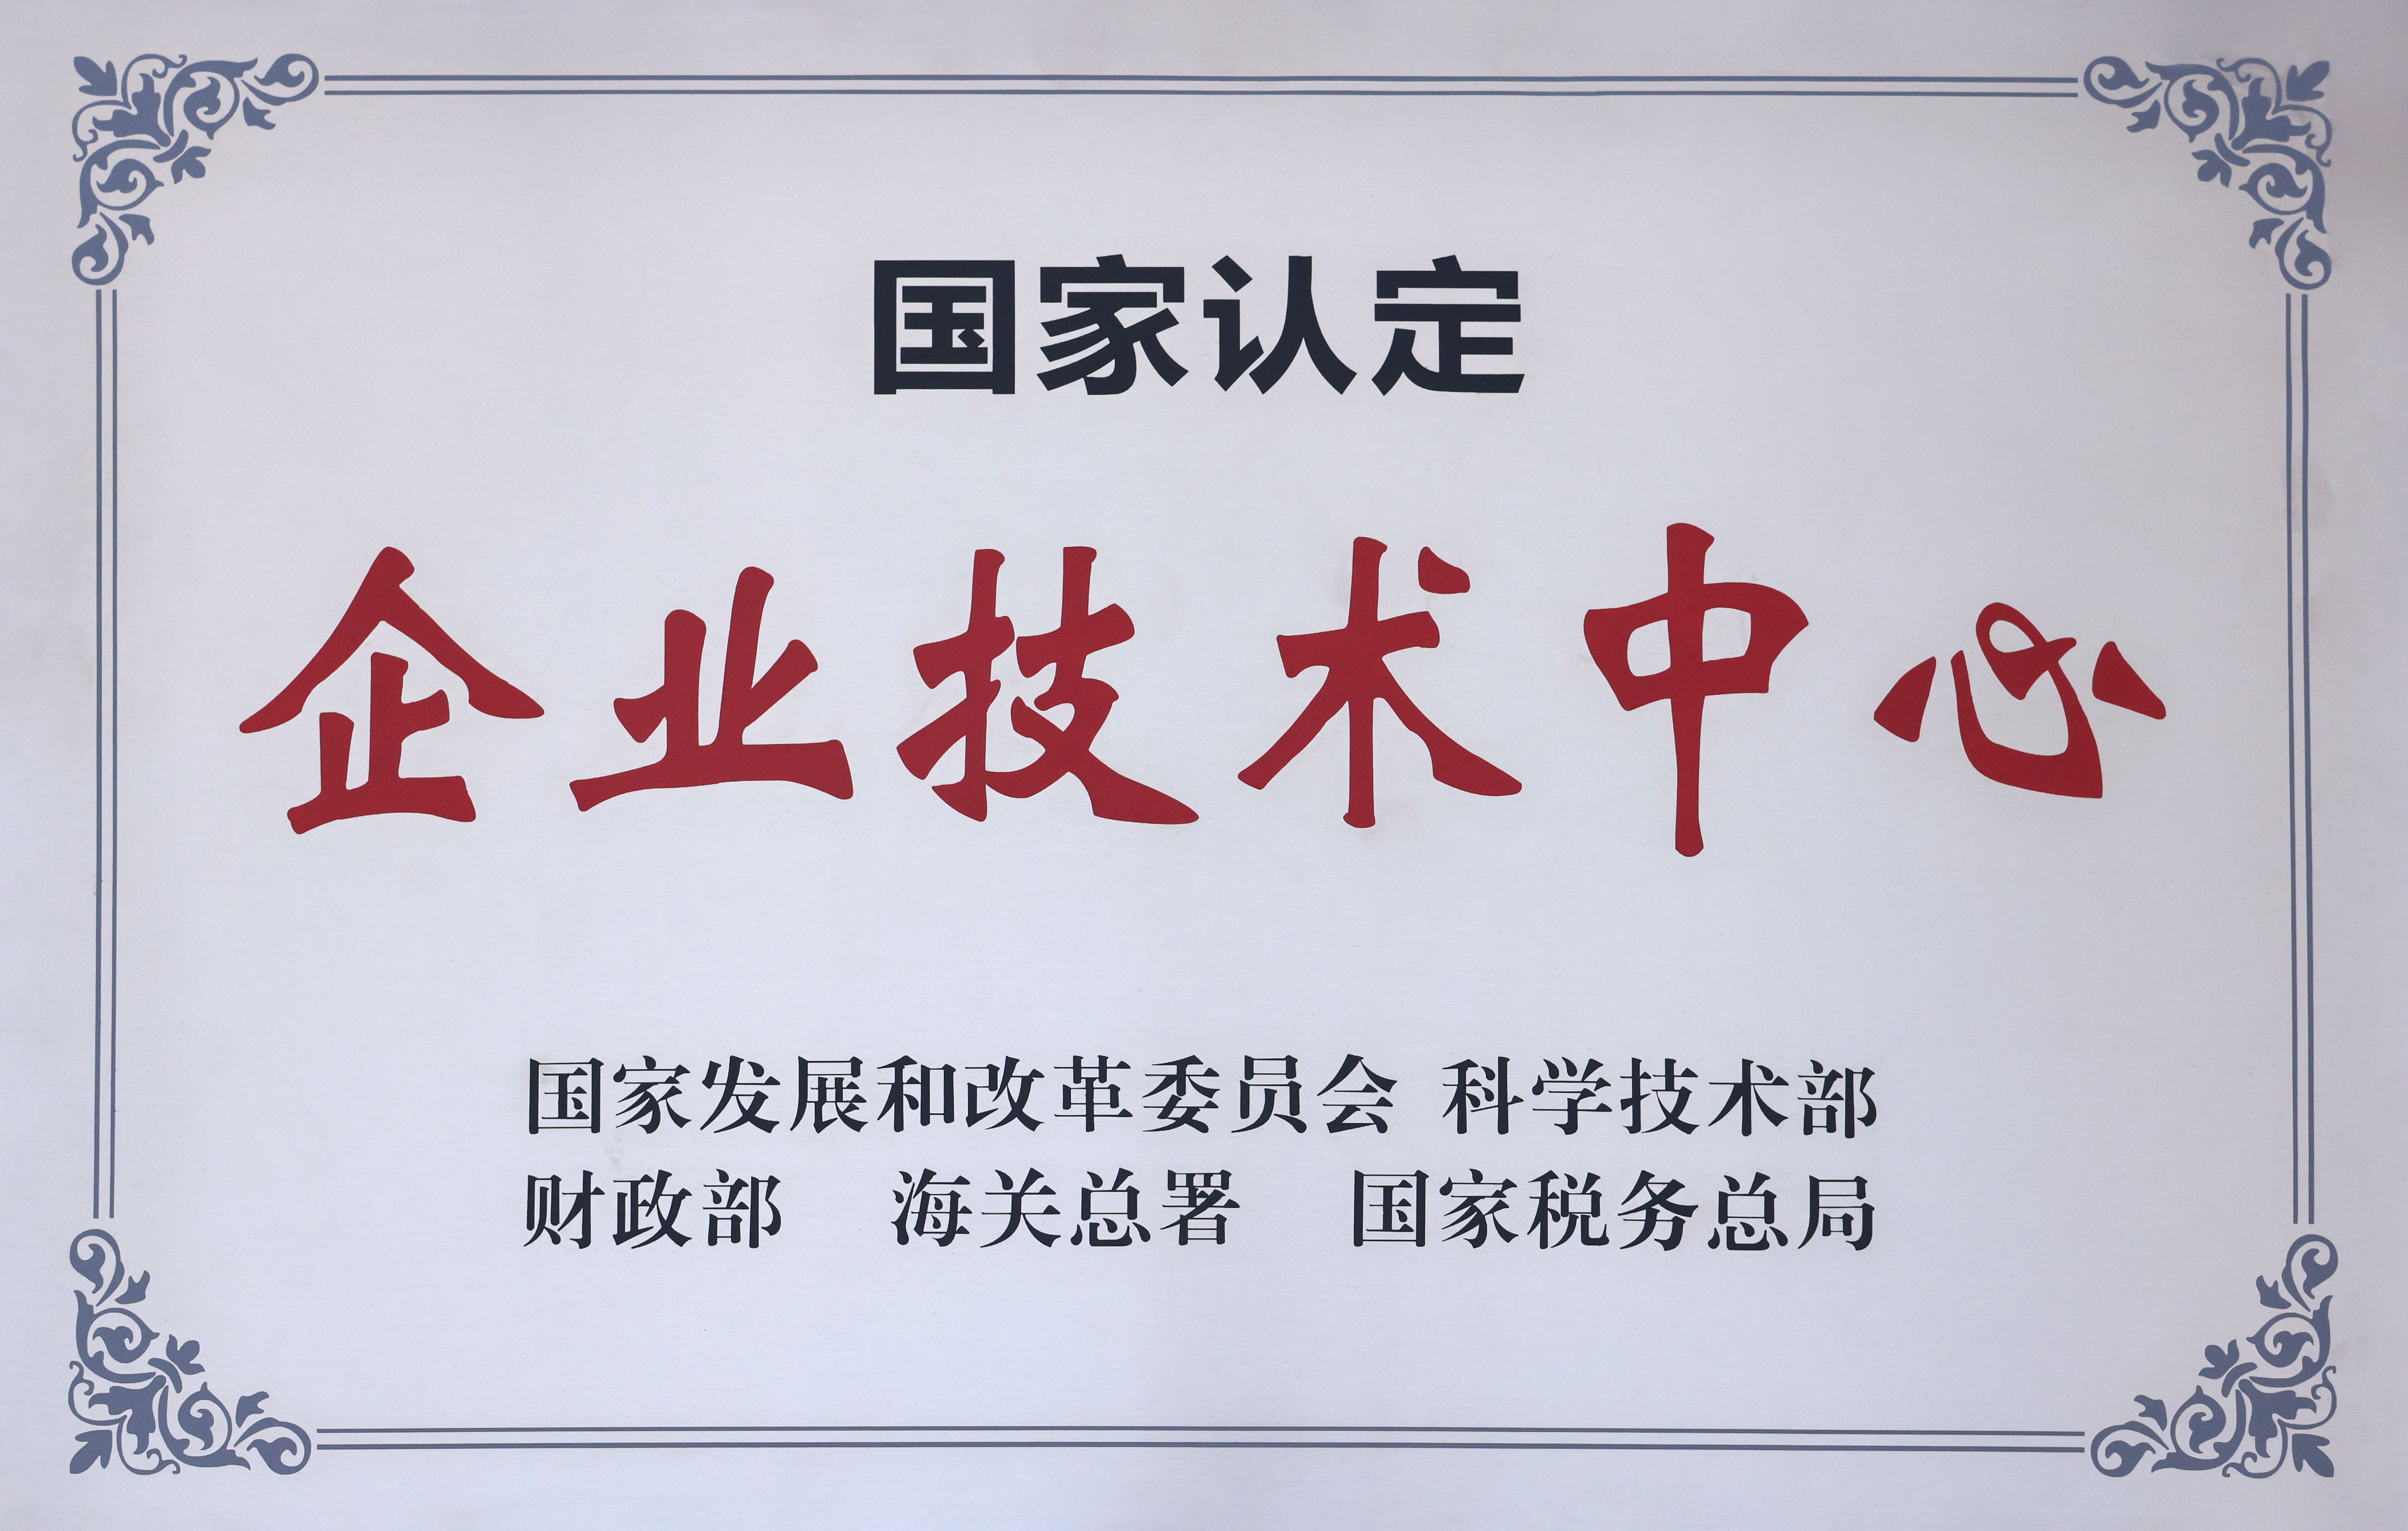 国家认定
企业技术中心
国家发展和改革委员会 科学技术部
财政部 海关总署 国家税务总局